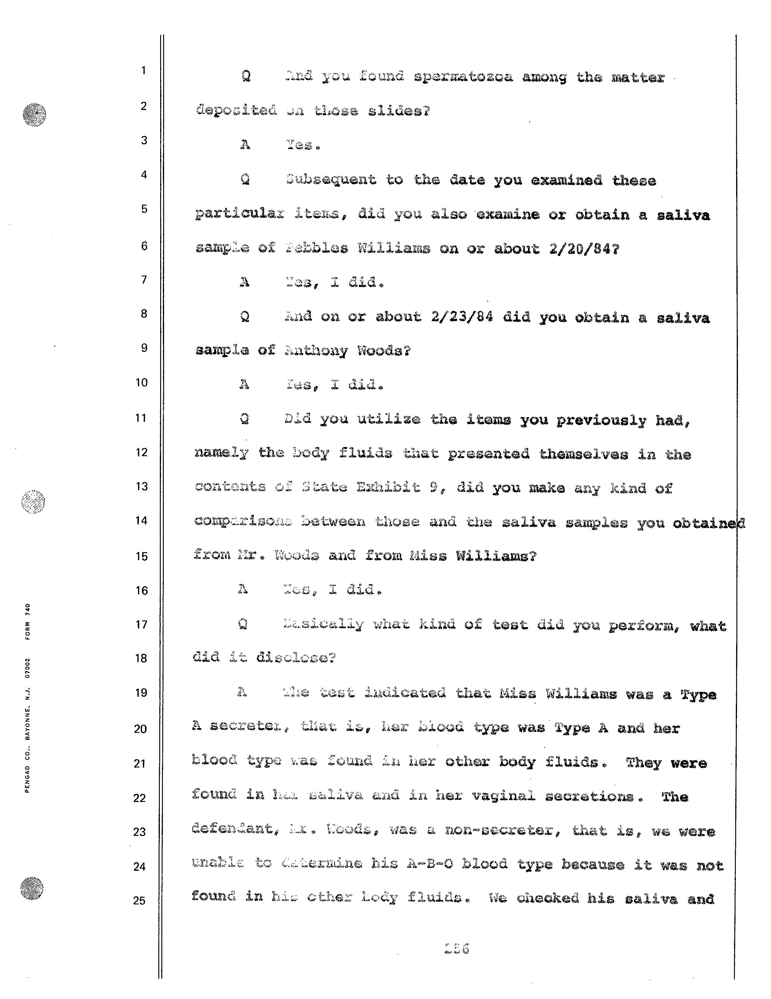 1 Q And you found spermatozoa among the matter
2 deposited on those slides?
3 A Yes.
4 Q Subsequent to the date you examined these
5 particular items, did you also examine or obtain a saliva
6 sample of Pebbles Williams on or about 2/20/84?
7 A Yes, I did.
8 Q And on or about 2/23/84 did you obtain a saliva
9 sample of Anthony Woods?
10 A Yes, I did.
11 Q Did you utilize the items you previously had,
12 namely the body fluids that presented themselves in the
13 contents of State Exhibit 9, did you make any kind of
14 comparisons between those and the saliva samples you obtained
15 from Mr. Woods and from Miss Williams?
16 A Yes, I did.
17 Q Basically what kind of test did you perform, what
18 did it disclose?
19 A The test indicated that Miss Williams was a Type
20 A secreter, that is, her blood type was Type A and her
21 blood type was found in her other body fluids. They were
22 found in her saliva and in her vaginal secretions. The
23 defendant, Mr. Woods, was a non-secreter, that is, we were
24 unable to determine his A-B-O blood type because it was not
25 found in his other body fluids. We checked his saliva and
156
PENGAD CO., BAYONNE, N.J. 07002 FORM 740